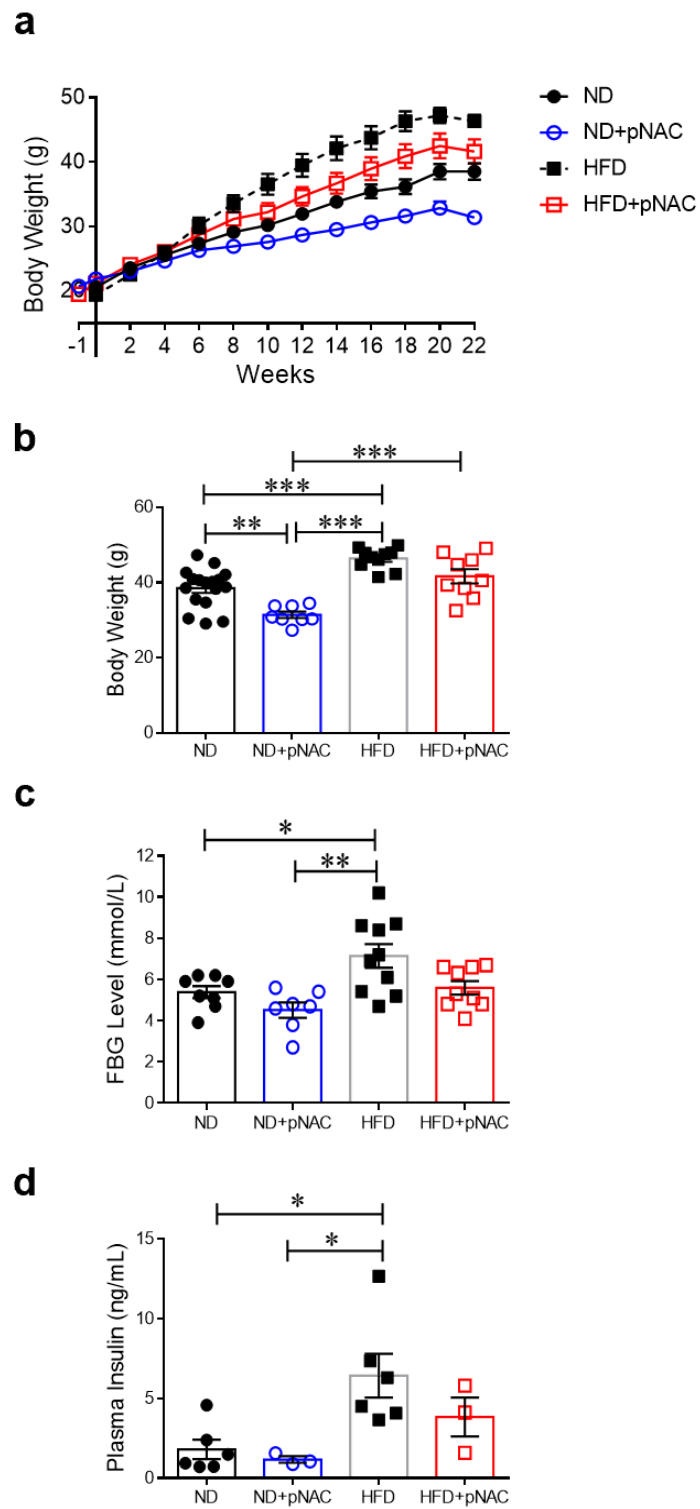 a
50
40
30
20
Body Weight (g)
-1 2 4 6 8 10 12 14 16 18 20 22
Weeks
ND
ND+pNAC
HFD
HFD+pNAC
b
***
***
** ***
60
40
20
0
Body Weight (g)
ND ND+pNAC HFD HFD+pNAC
c
*
**
12
10
8
6
4
2
0
FBG Level (mmol/L)
ND ND+pNAC HFD HFD+pNAC
d
*
*
15
10
5
0
Plasma Insulin (ng/mL)
ND ND+pNAC HFD HFD+pNAC